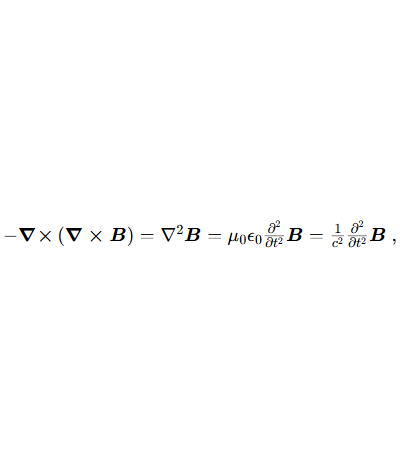 −∇ × (∇ × B) = ∇²B = μ₀ϵ₀ ∂²/∂t² B = 1/c² ∂²/∂t² B ,